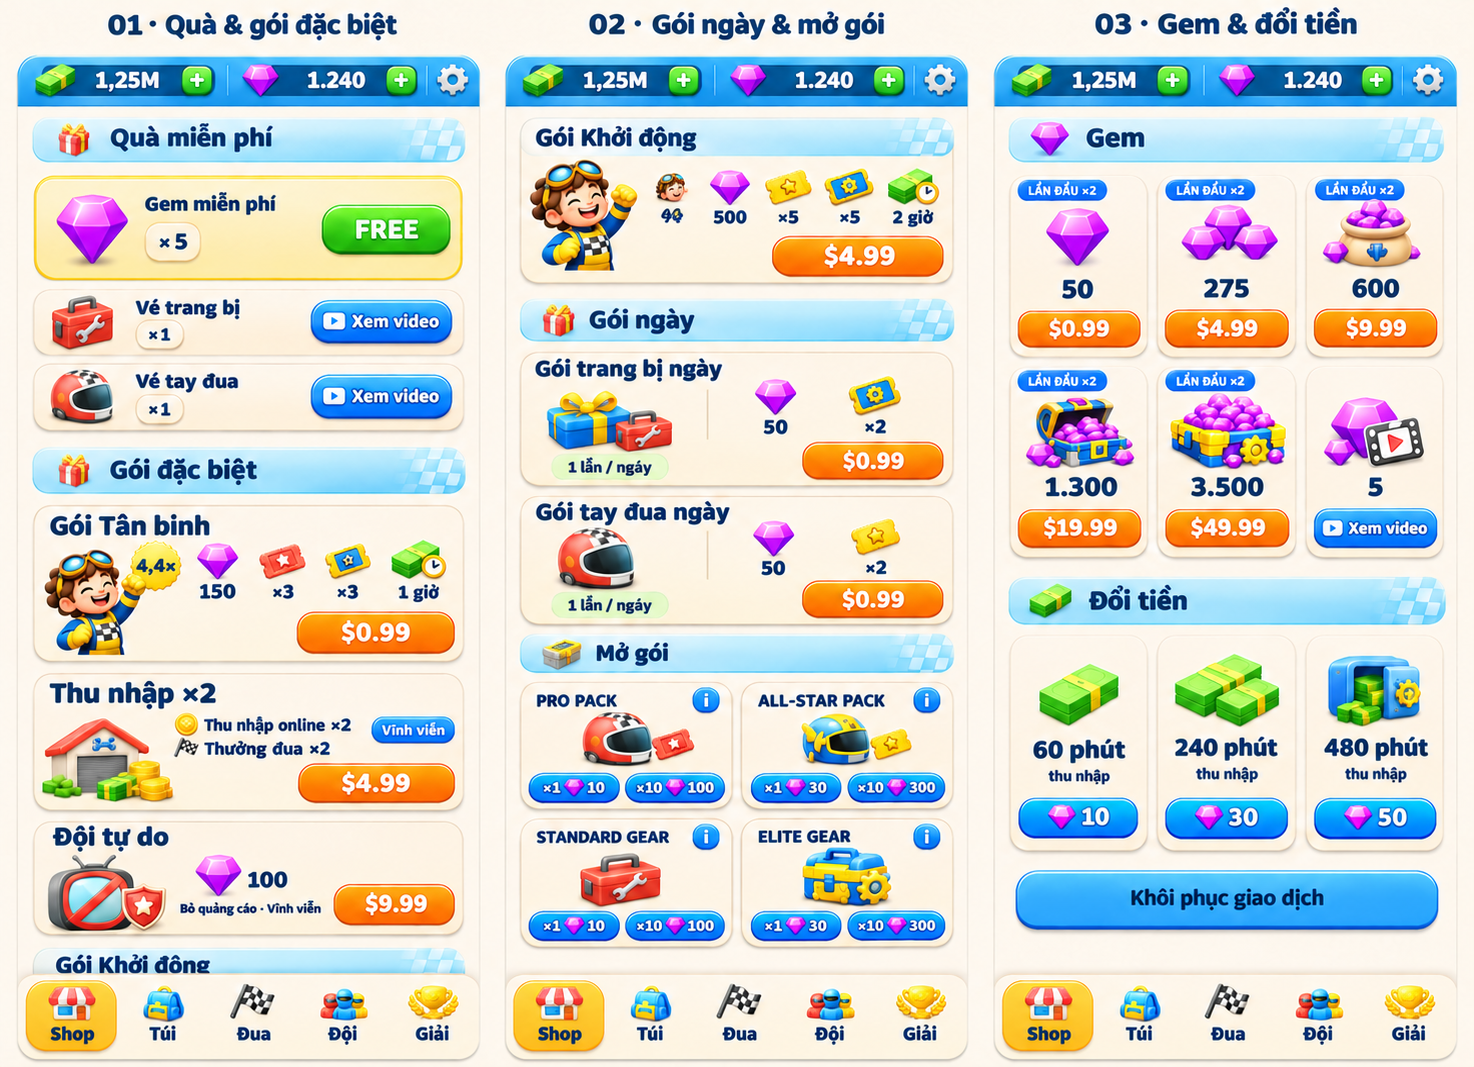 01 · Quà & gói đặc biệt
1,25M + 1.240 +
Quà miễn phí
Gem miễn phí
×5
FREE
Vé trang bị
×1
Xem video
Vé tay đua
×1
Xem video
Gói đặc biệt
Gói Tân binh
4,4×
150 ×3 ×3 1 giờ
$0.99
Thu nhập ×2
Thu nhập online ×2
Vĩnh viễn
Thưởng đua ×2
$4.99
Đội tự do
100
Bỏ quảng cáo · Vĩnh viễn
$9.99
Gói Khởi động
Shop Túi Đua Đội Giải
02 · Gói ngày & mở gói
1,25M + 1.240 +
Gói Khởi động
500 ×5 ×5 2 giờ
$4.99
Gói ngày
Gói trang bị ngày
50 ×2
1 lần / ngáy
$0.99
Gói tay đua ngày
50 ×2
1 lần / ngáy
$0.99
Mở gói
PRO PACK i
×1 10 ×10 100
ALL-STAR PACK i
×1 30 ×10 300
STANDARD GEAR i
×1 10 ×10 100
ELITE GEAR i
×1 30 ×10 300
Shop Túi Đua Đội Giải
03 · Gem & đổi tiền
1,25M + 1.240 +
Gem
LẦN ĐẦU ×2
50
$0.99
LẦN ĐẦU ×2
275
$4.99
LẦN ĐẦU ×2
600
$9.99
LẦN ĐẦU ×2
1.300
$19.99
LẦN ĐẦU ×2
3.500
$49.99
5
Xem video
Đổi tiền
60 phút
thu nhập
10
240 phút
thu nhập
30
480 phút
thu nhập
50
Khôi phục giao dịch
Shop Túi Đua Đội Giải